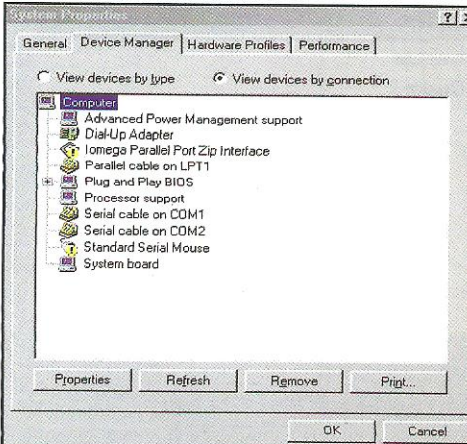 System Properties
General Device Manager Hardware Profiles Performance
View devices by type View devices by connection
Computer
Advanced Power Management support
Dial-Up Adapter
Iomega Parallel Port Zip Interface
Parallel cable on LPT1
Plug and Play BIOS
Processor support
Serial cable on COM1
Serial cable on COM2
Standard Serial Mouse
System board
Properties Refresh Remove Print...
OK Cancel